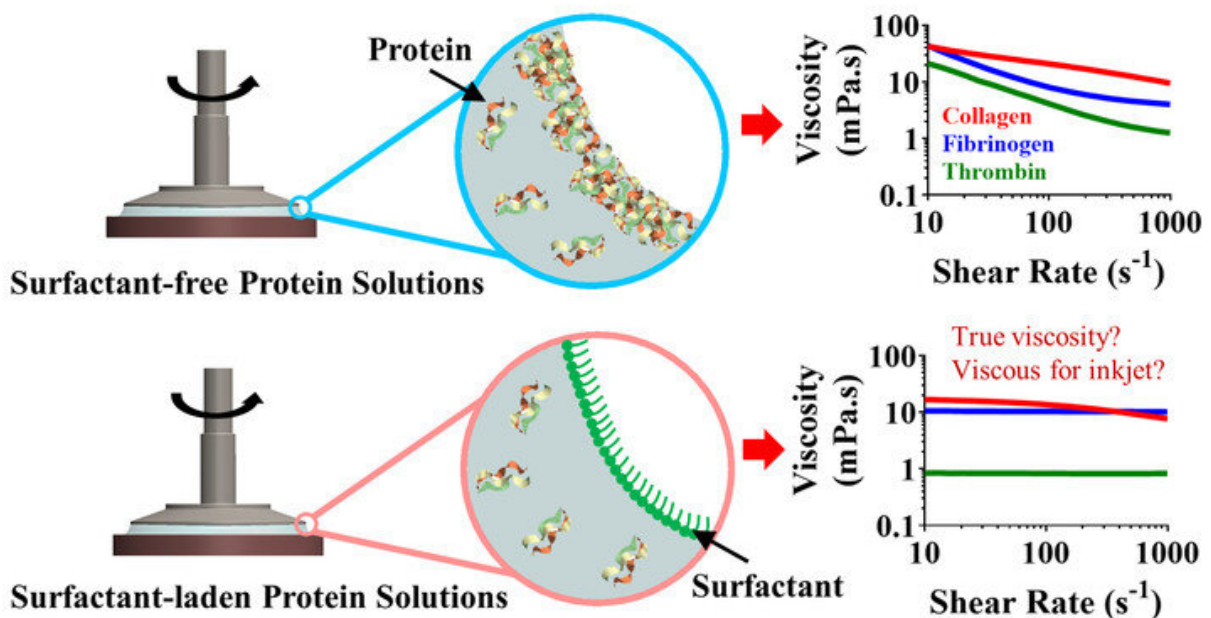 Protein
Surfactant-free Protein Solutions
Viscosity
(mPa.s)
100
10
1
0.1
Collagen
Fibrinogen
Thrombin
10
100
1000
Shear Rate (s⁻¹)
Surfactant-laden Protein Solutions
Surfactant
True viscosity?
Viscous for inkjet?
Viscosity
(mPa.s)
100
10
1
0.1
10
100
1000
Shear Rate (s⁻¹)